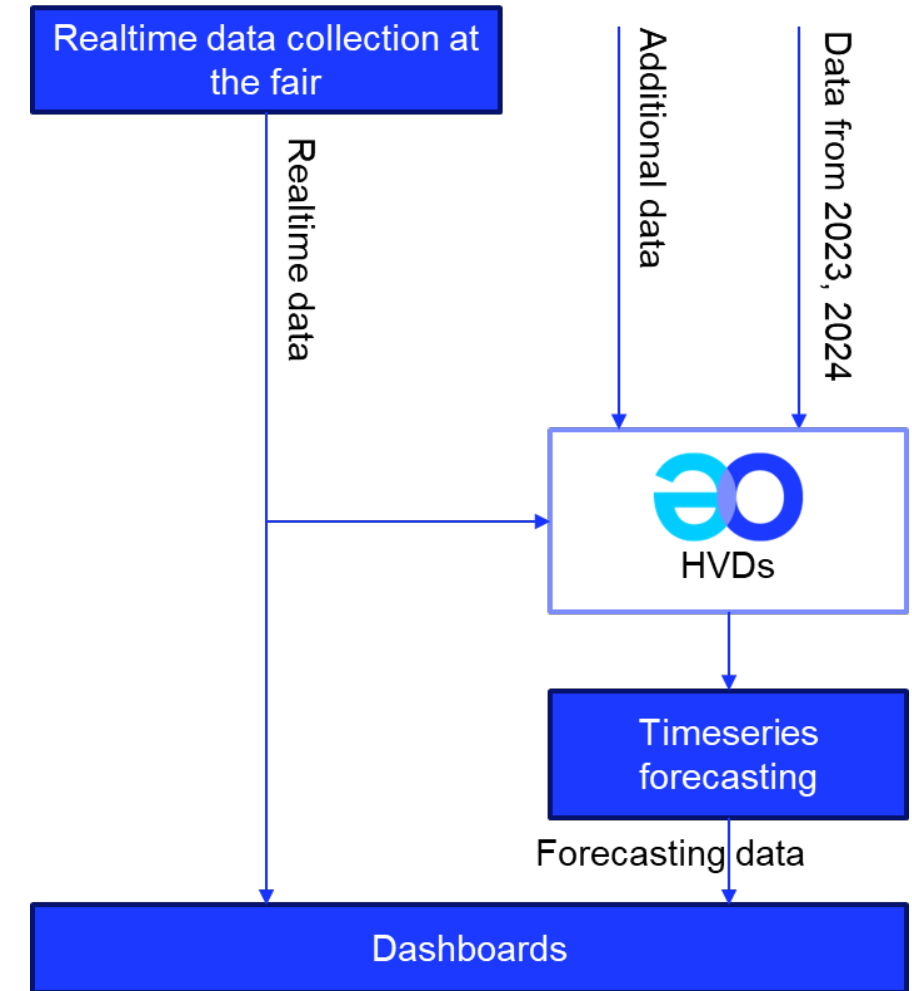 Realtime data collection at
the fair
Realtime data
Additional data
Data from 2023, 2024
HVDs
Timeseries
forecasting
Forecasting data
Dashboards